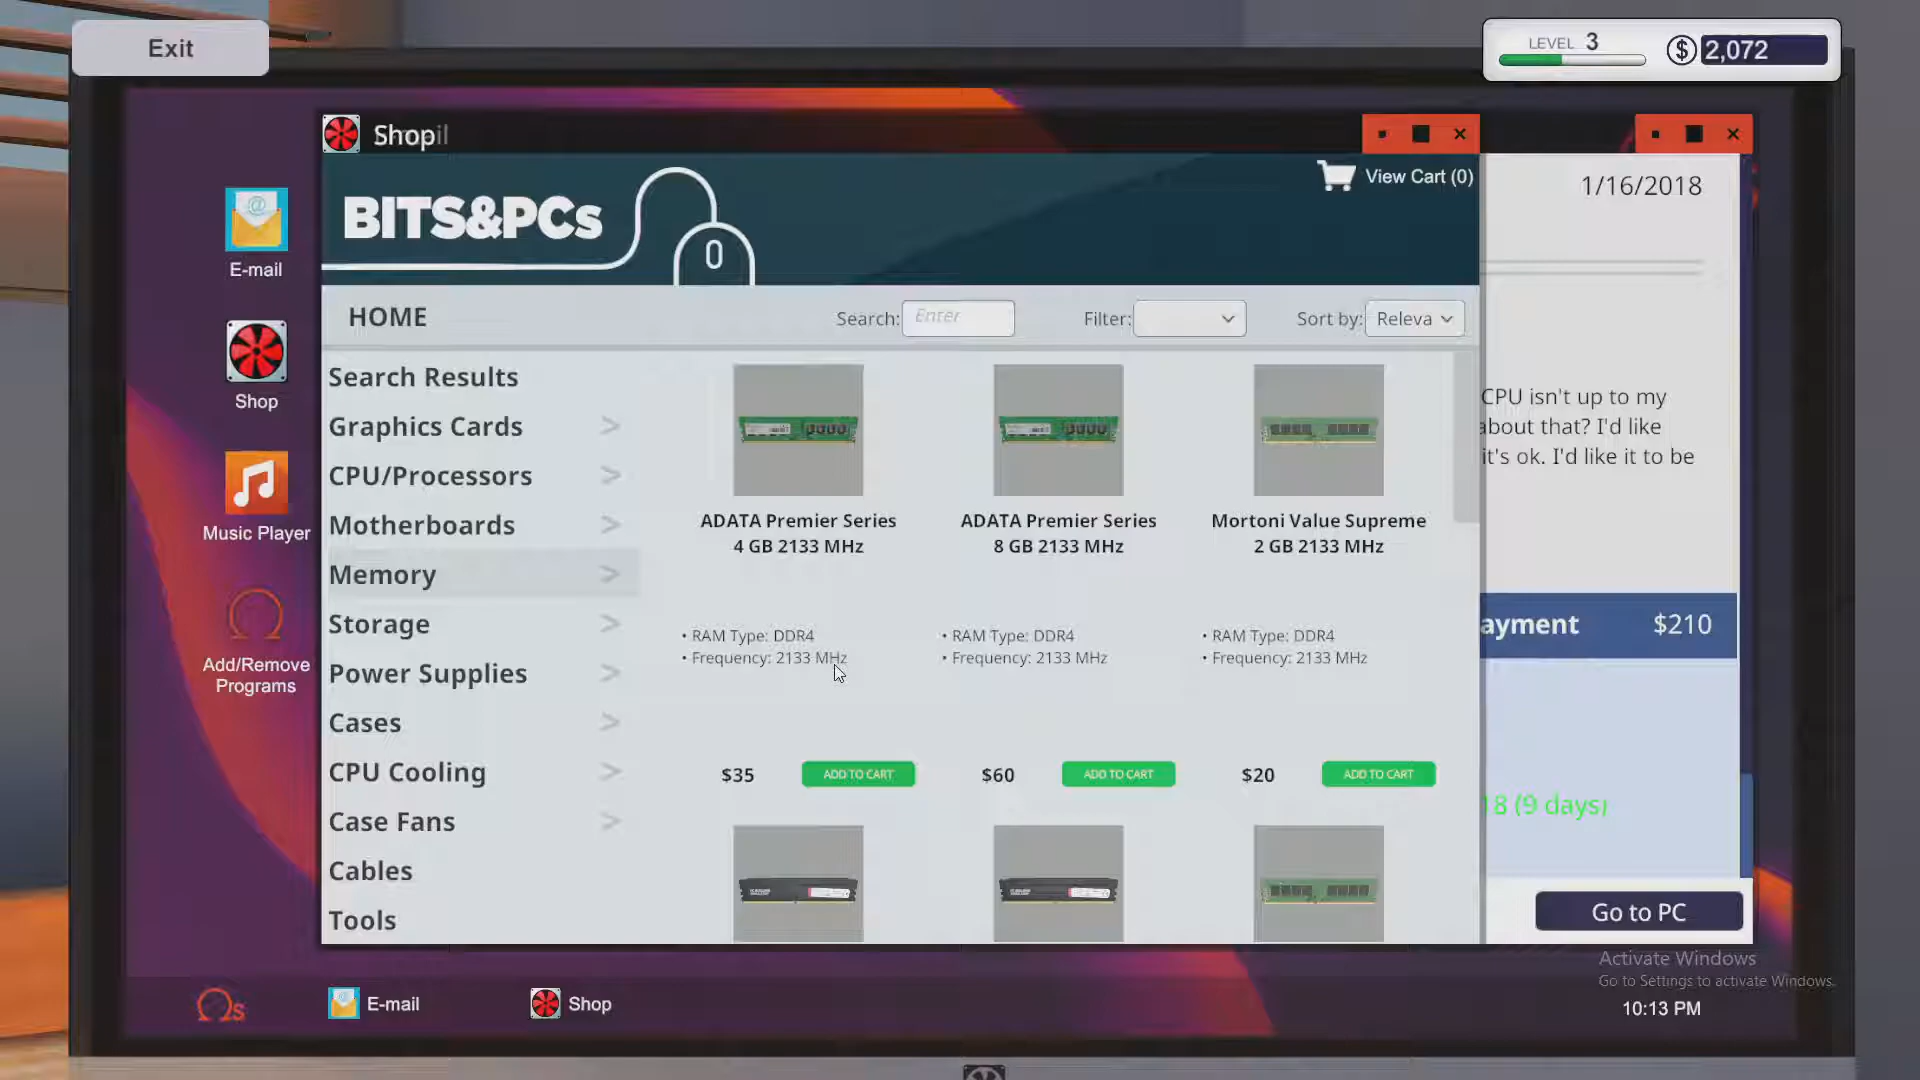 Exit
LEVEL 3
$ 2,072
Shop
View Cart (0)
BITS&PCs
1/16/2018
E-mail
Shop
Music Player
Add/Remove
Programs
HOME
Search: Enter
Filter:
Sort by: Releva
Search Results
Graphics Cards >
CPU/Processors >
Motherboards >
Memory >
Storage >
Power Supplies >
Cases >
CPU Cooling >
Case Fans >
Cables
Tools
ADATA Premier Series
4 GB 2133 MHz
• RAM Type: DDR4
• Frequency: 2133 MHz
$35
ADD TO CART
ADATA Premier Series
8 GB 2133 MHz
• RAM Type: DDR4
• Frequency: 2133 MHz
$60
ADD TO CART
Mortoni Value Supreme
2 GB 2133 MHz
• RAM Type: DDR4
• Frequency: 2133 MHz
$20
ADD TO CART
CPU isn't up to my
about that? I'd like
it's ok. I'd like it to be
ayment $210
18 (9 days)
Go to PC
Activate Windows
Go to Settings to activate Windows.
Ωs
E-mail
Shop
10:13 PM